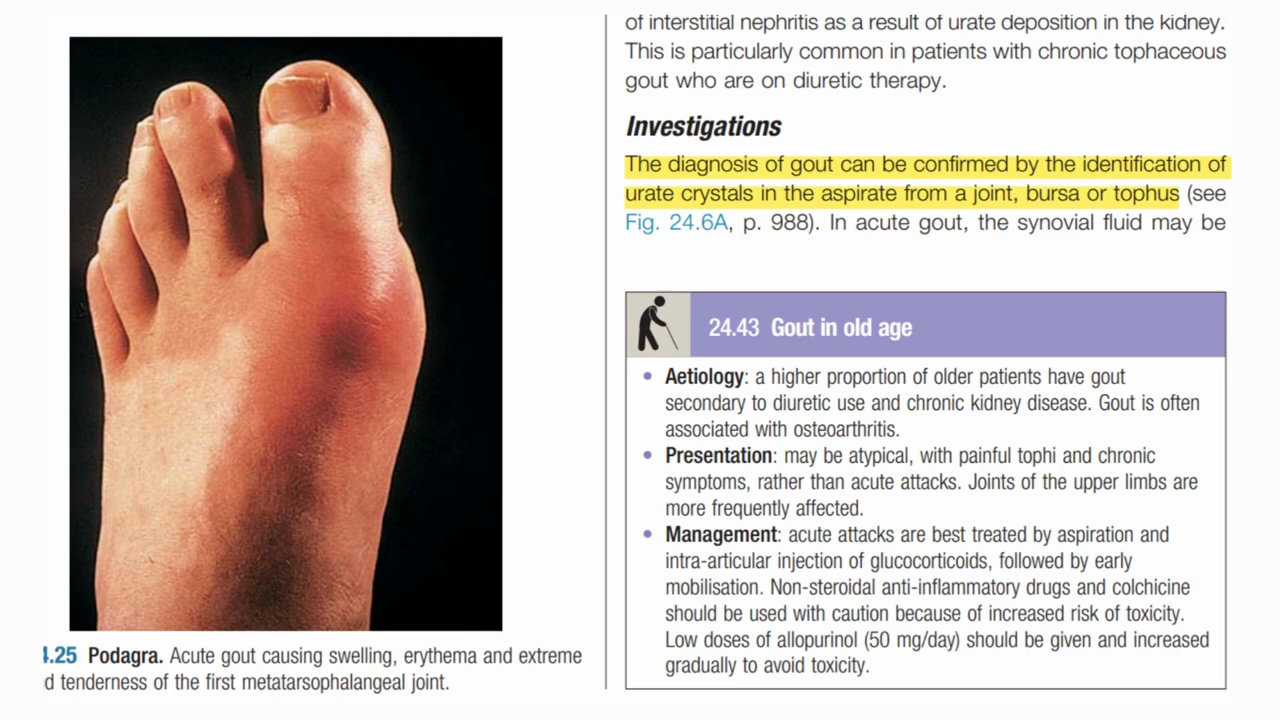 of interstitial nephritis as a result of urate deposition in the kidney.
This is particularly common in patients with chronic tophaceous
gout who are on diuretic therapy.
Investigations
The diagnosis of gout can be confirmed by the identification of
urate crystals in the aspirate from a joint, bursa or tophus (see
Fig. 24.6A, p. 988). In acute gout, the synovial fluid may be
24.43 Gout in old age
• Aetiology: a higher proportion of older patients have gout
secondary to diuretic use and chronic kidney disease. Gout is often
associated with osteoarthritis.
• Presentation: may be atypical, with painful tophi and chronic
symptoms, rather than acute attacks. Joints of the upper limbs are
more frequently affected.
• Management: acute attacks are best treated by aspiration and
intra-articular injection of glucocorticoids, followed by early
mobilisation. Non-steroidal anti-inflammatory drugs and colchicine
should be used with caution because of increased risk of toxicity.
Low doses of allopurinol (50 mg/day) should be given and increased
gradually to avoid toxicity.
.25 Podagra. Acute gout causing swelling, erythema and extreme
d tenderness of the first metatarsophalangeal joint.